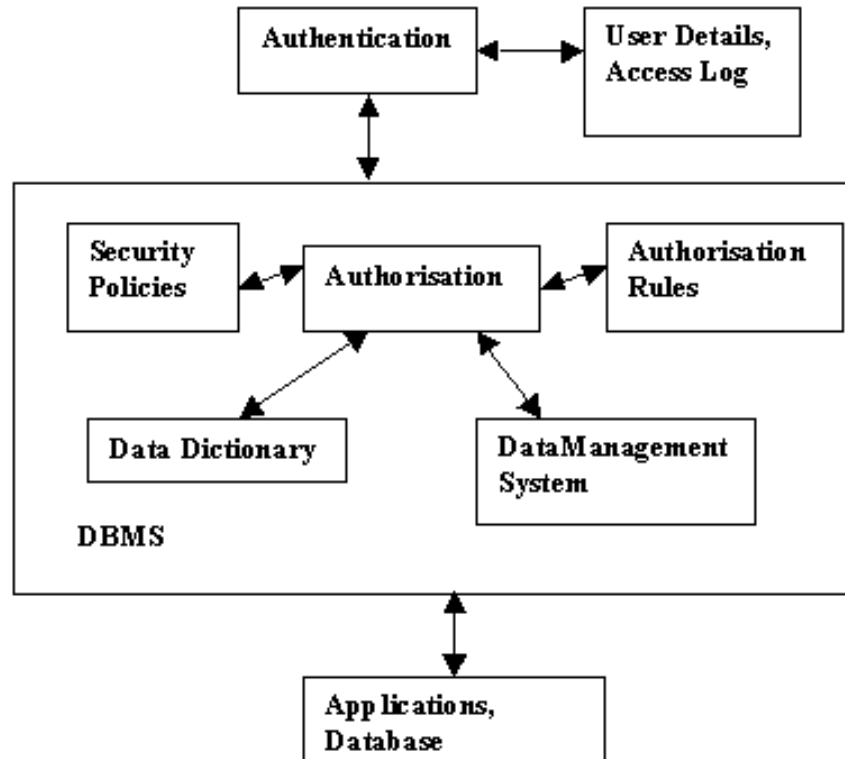 Authentication
User Details,
Access Log
Security
Policies
Authorisation
Authorisation
Rules
Data Dictionary
DataManagement
System
DBMS
Applications,
Database